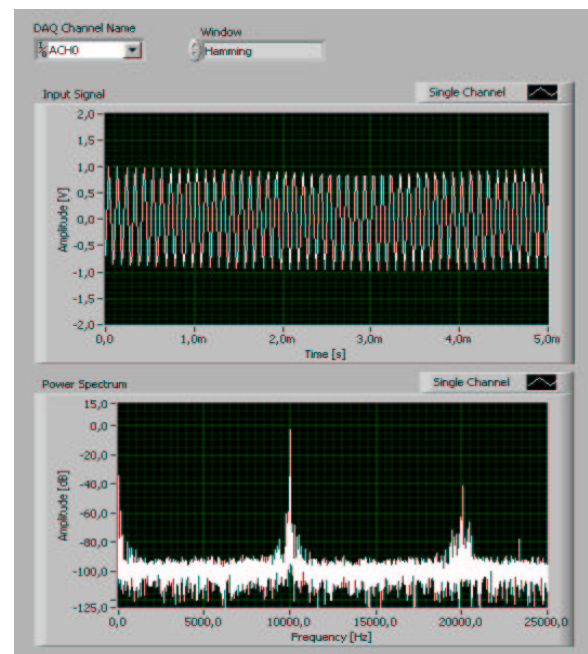 DAQ Channel Name
Window
I/0 ACH0
Hamming
Input Signal
Single Channel
2,0
1,5
1,0
0,5
0,0
-0,5
-1,0
-1,5
-2,0
Amplitude [V]
0,0 1,0m 2,0m 3,0m 4,0m 5,0m
Time [s]
Power Spectrum
Single Channel
15,0
0,0
-20,0
-40,0
-60,0
-80,0
-100,0
-125,0
Amplitude [dB]
0,0 5000,0 10000,0 15000,0 20000,0 25000,0
Frequency [Hz]